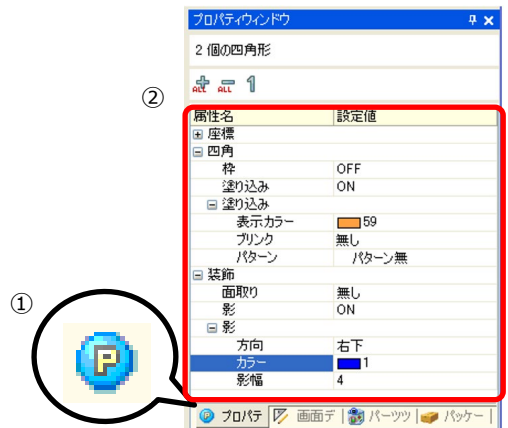 プロパティウィンドウ
2 個の四角形
ALL ALL 1
②
属性名 設定値
座標
四角
枠 OFF
塗り込み ON
塗り込み
表示カラー 59
ブリンク 無し
パターン パターン無
装飾
面取り 無し
影 ON
影
方向 右下
カラー 1
影幅 4
①
P
プロパテ 画面デ パーツツ パッケー